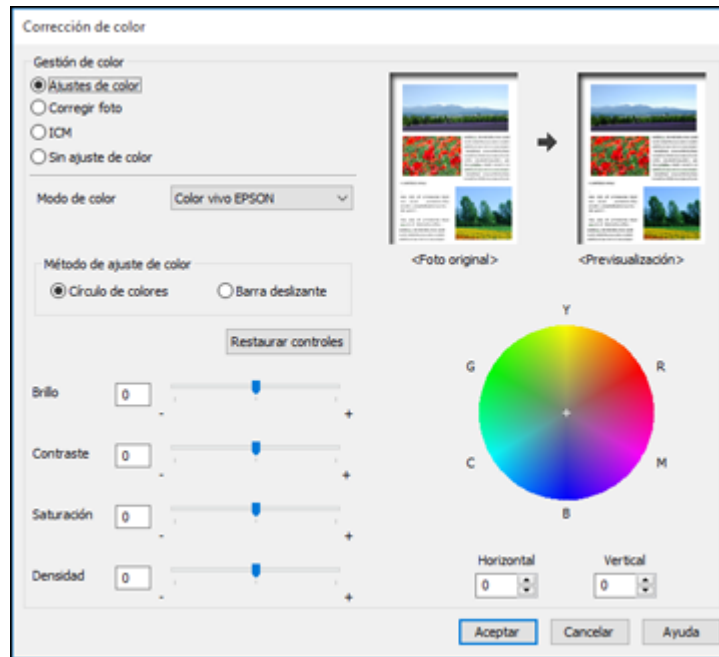 Corrección de color
Gestión de color
Ajustes de color
Corregir foto
ICM
Sin ajuste de color
Modo de color
Color vivo EPSON
Método de ajuste de color
Círculo de colores
Barra deslizante
Restaurar controles
Brillo
0
-
+
Contraste
0
-
+
Saturación
0
-
+
Densidad
0
-
+
<Foto original>
<Previsualización>
Y
G
R
C
M
B
Horizontal
Vertical
0
0
Aceptar
Cancelar
Ayuda